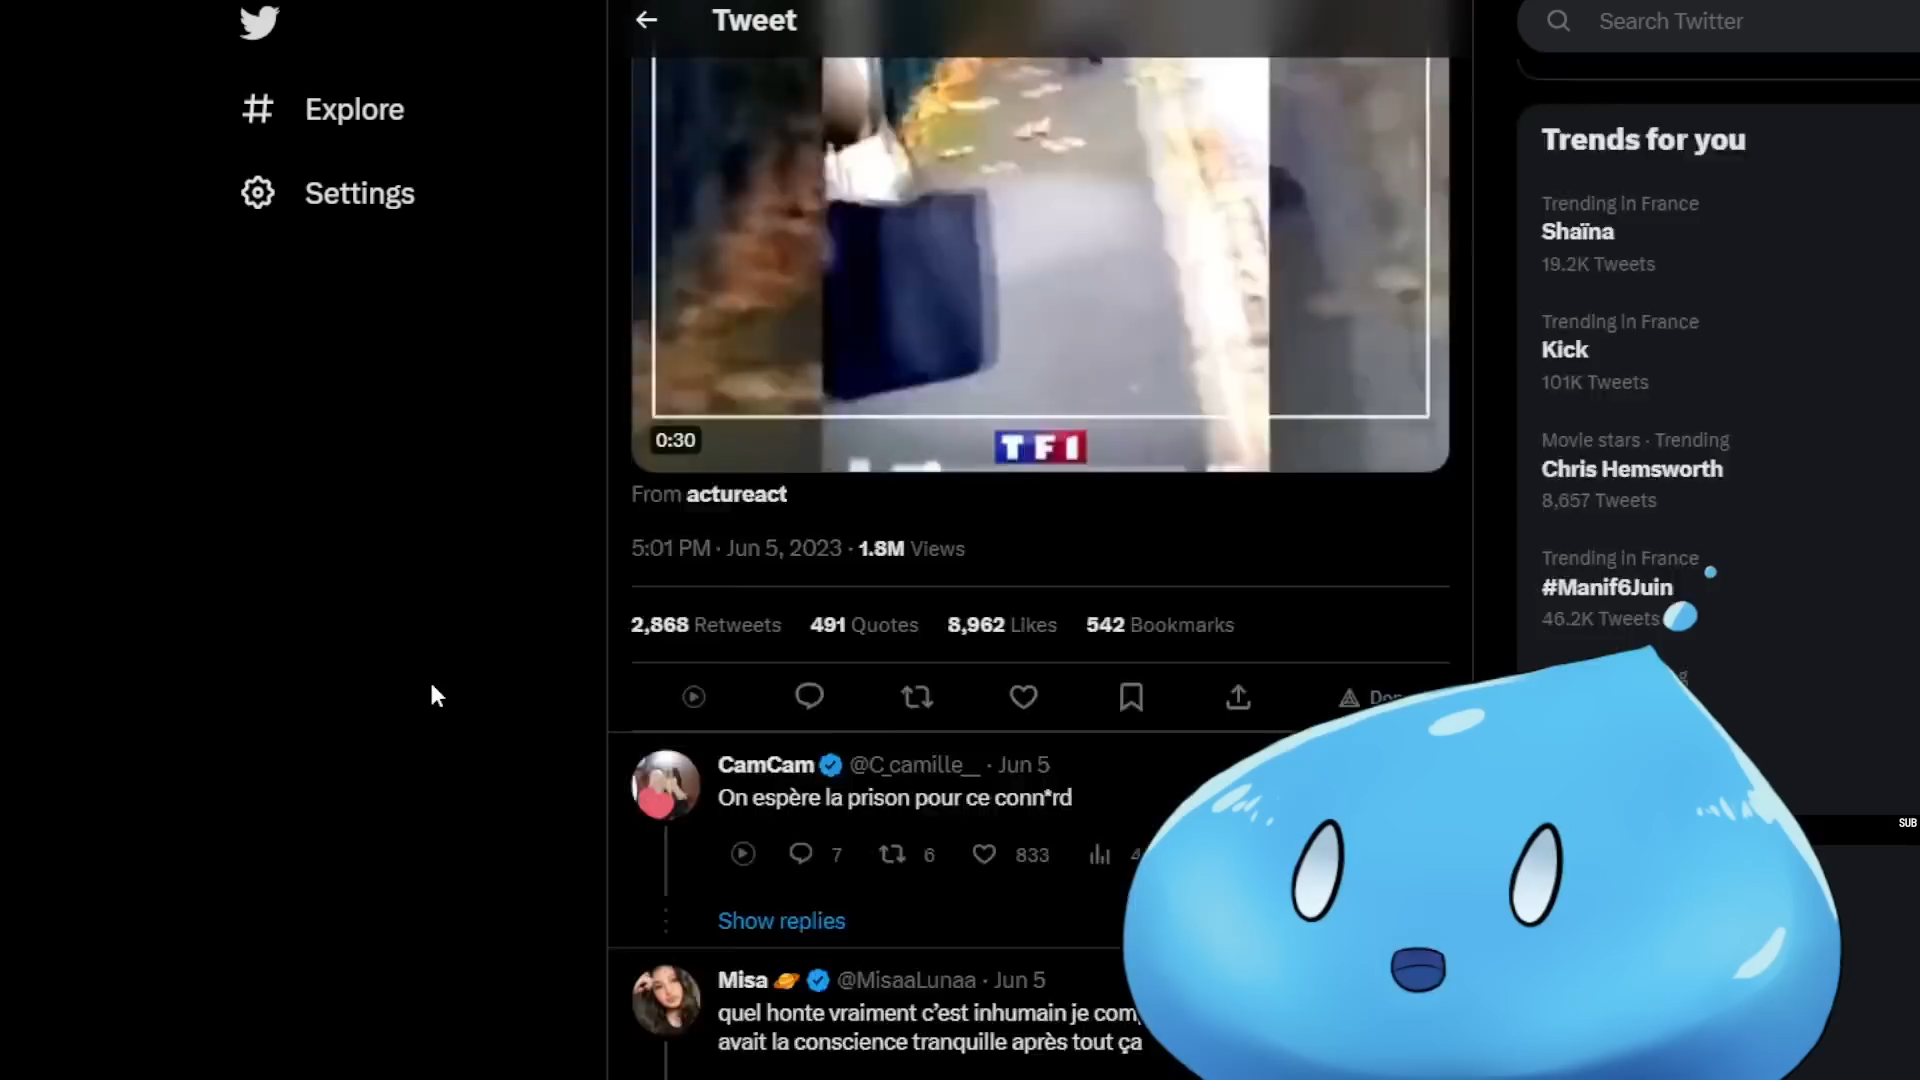 Tweet
Search Twitter
Explore
Settings
Trends for you
Trending in France
Shaïna
19.2K Tweets
Trending in France
Kick
101K Tweets
Movie stars · Trending
Chris Hemsworth
8,657 Tweets
Trending in France
#Manif6Juin
46.2K Tweets
0:30
TF1
From actureact
5:01 PM · Jun 5, 2023 · 1.8M Views
2,868 Retweets 491 Quotes 8,962 Likes 542 Bookmarks
CamCam @C_camille__ · Jun 5
On espère la prison pour ce conn*rd
7 6 833
Show replies
Misa @MisaaLunaa · Jun 5
quel honte vraiment c’est inhumain je
avait la conscience tranquille après tout ça
SUB